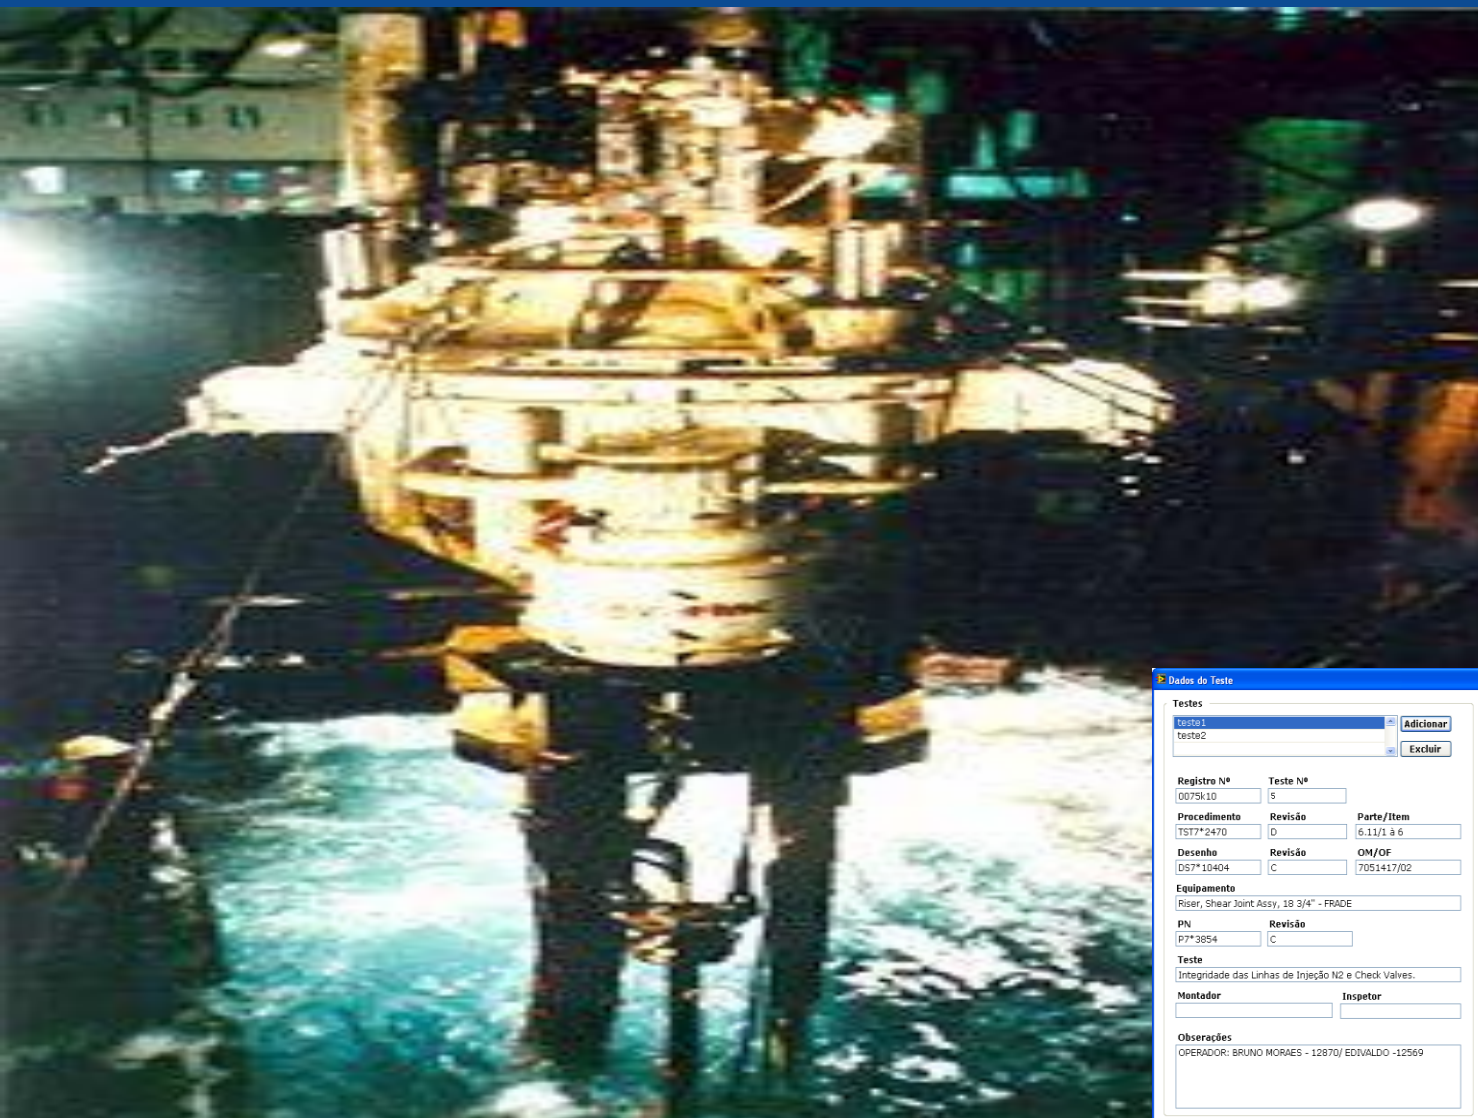 Dados do Teste
Testes
teste1
Adicionar
teste2
Excluir
Registro Nº Teste Nº
0075k10 5
Procedimento Revisão Parte/Item
TST7*2470 D 6.11/1 à 6
Desenho Revisão OM/OF
DS7*10404 C 7051417/02
Equipamento
Riser, Shear Joint Assy, 18 3/4" - FRADE
PN Revisão
P7*3854 C
Teste
Integridade das Linhas de Injeção N2 e Check Valves.
Montador Inspetor
Obserações
OPERADOR: BRUNO MORAES - 12870/ EDIVALDO -12569